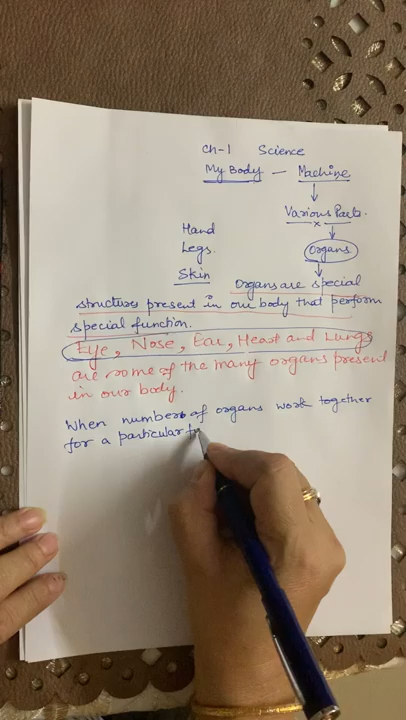 Ch-1 Science
My Body - Machine
Various Parts.
Hand
Legs.
Organs
Skin
Organs are special
structures present in our body that perform
special function.
Eye, Nose, Ear, Heart and Lungs
are some of the many organs present
in our body.
When numbers of organs work together
for a particular